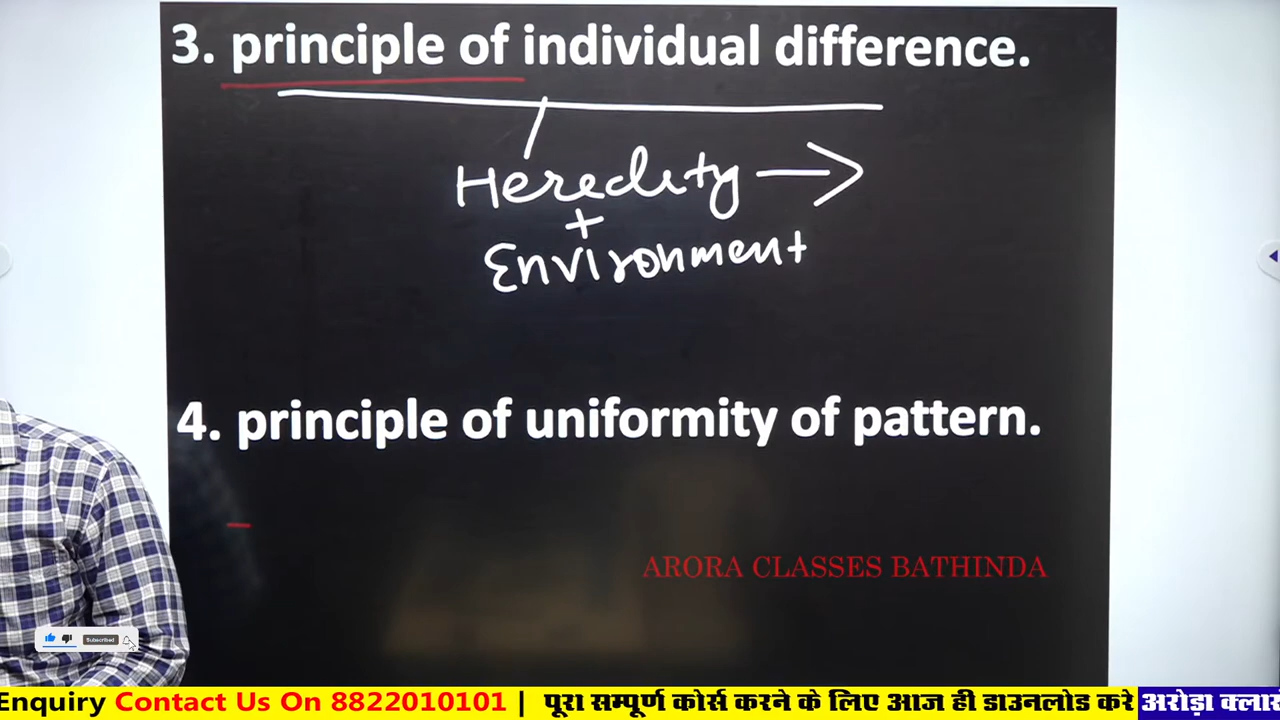 3. principle of individual difference.
Heredity →
+
Environment
4. principle of uniformity of pattern.
ARORA CLASSES BATHINDA
Subscribed
Enquiry Contact Us On 8822010101 | पूरा सम्पूर्ण कोर्स करने के लिए आज ही डाउनलोड करे अरोड़ा क्लास